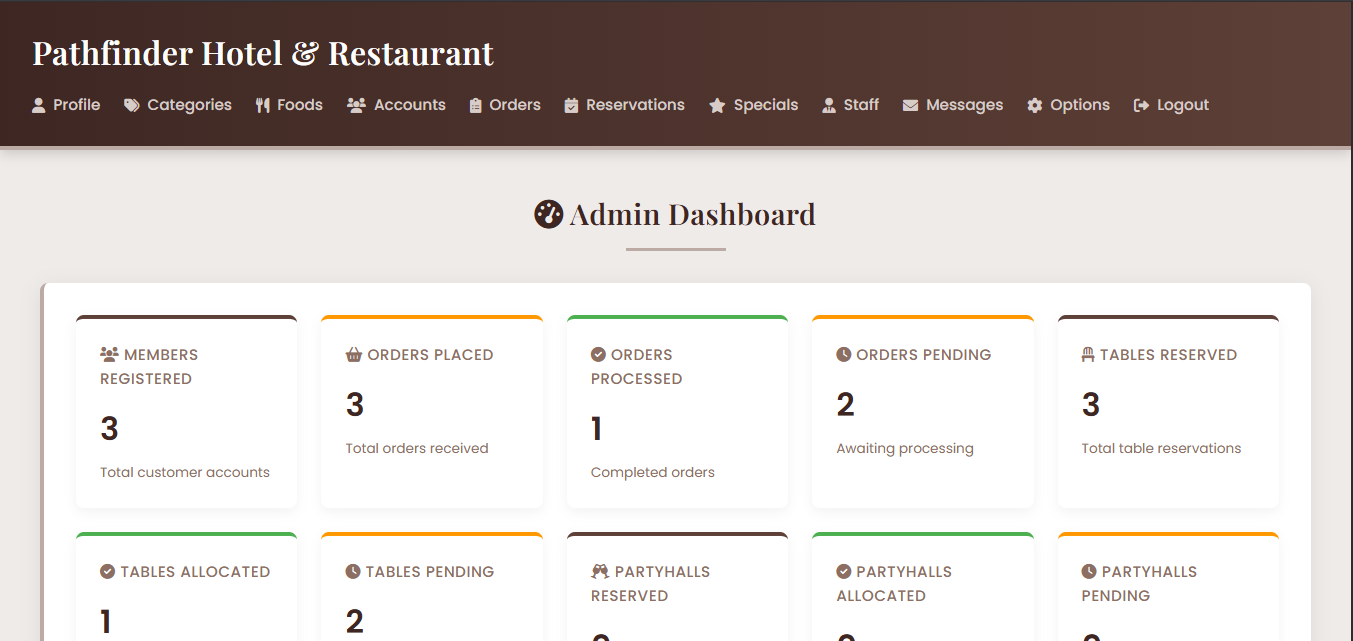 Pathfinder Hotel & Restaurant
Profile Categories Foods Accounts Orders Reservations Specials Staff Messages Options Logout
Admin Dashboard
MEMBERS REGISTERED
3
Total customer accounts
ORDERS PLACED
3
Total orders received
ORDERS PROCESSED
1
Completed orders
ORDERS PENDING
2
Awaiting processing
TABLES RESERVED
3
Total table reservations
TABLES ALLOCATED
1
TABLES PENDING
2
PARTYHALLS RESERVED
PARTYHALLS ALLOCATED
PARTYHALLS PENDING